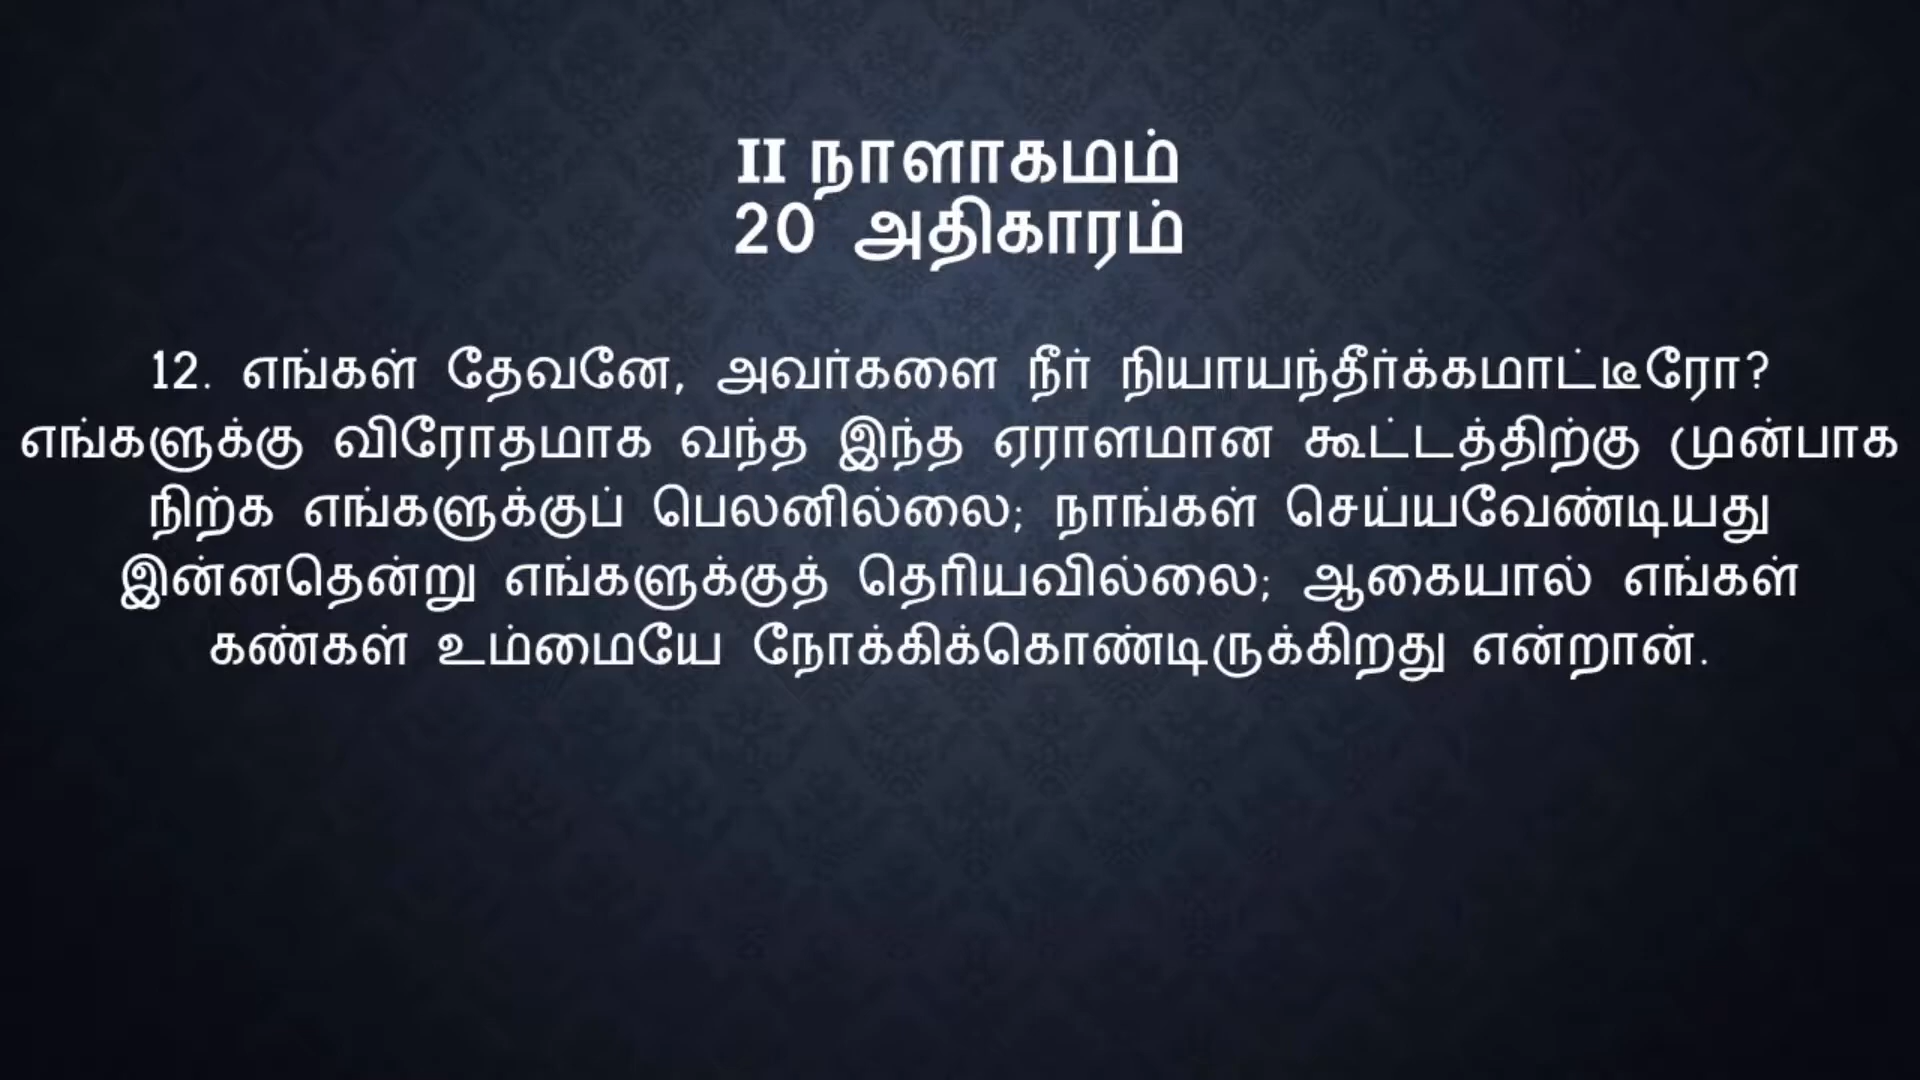 II நாளாகமம்
20 அதிகாரம்
12. எங்கள் தேவனே, அவர்களை நீர் நியாயந்தீர்க்கமாட்டீரோ?
எங்களுக்கு விரோதமாக வந்த இந்த ஏராளமான கூட்டத்திற்கு முன்பாக
நிற்க எங்களுக்குப் பெலனில்லை; நாங்கள் செய்யவேண்டியது
இன்னதென்று எங்களுக்குத் தெரியவில்லை; ஆகையால் எங்கள்
கண்கள் உம்மையே நோக்கிக்கொண்டிருக்கிறது என்றான்.